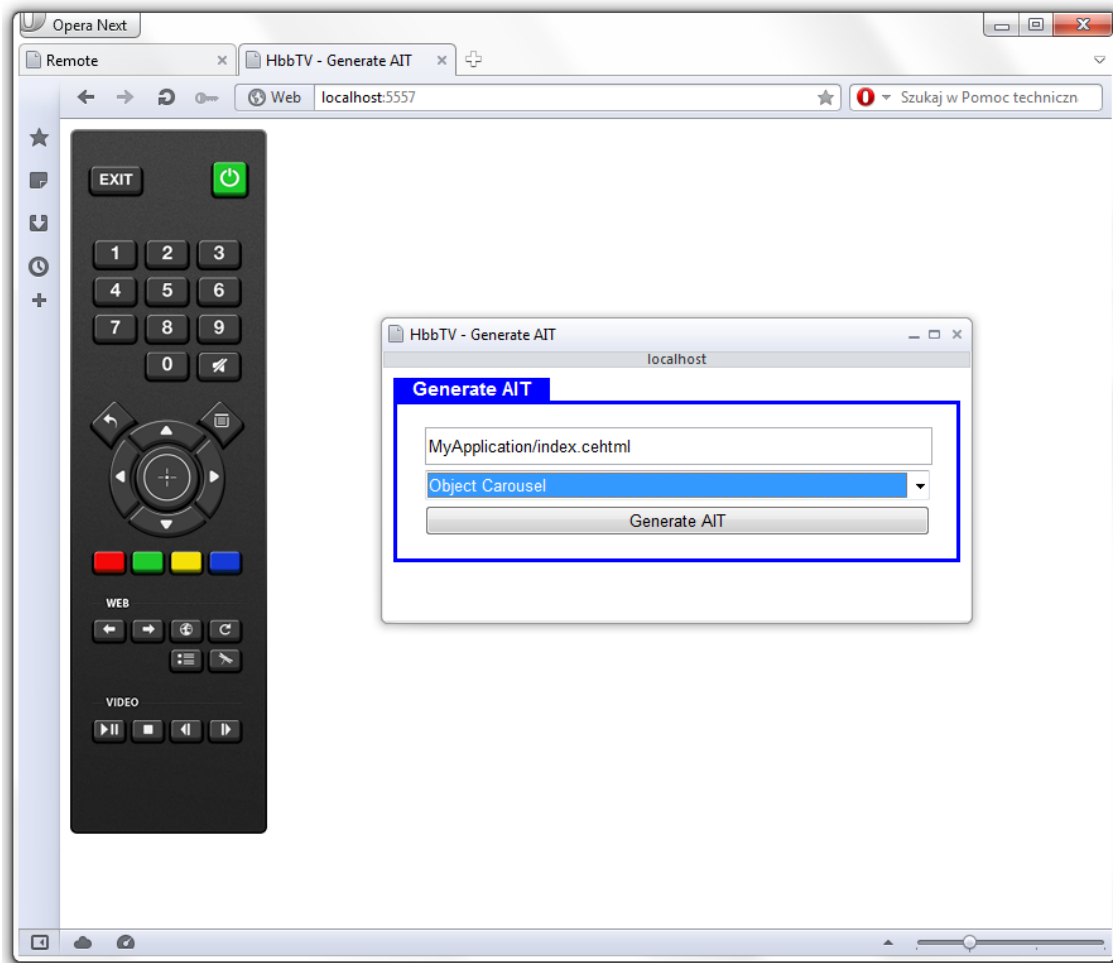 Opera Next
Remote
HbbTV - Generate AIT
Web
localhost:5557
Szukaj w Pomoc techniczn
EXIT
1 2 3
4 5 6
7 8 9
0
HbbTV - Generate AIT
localhost
Generate AIT
MyApplication/index.cehtml
Object Carousel
Generate AIT
WEB
VIDEO